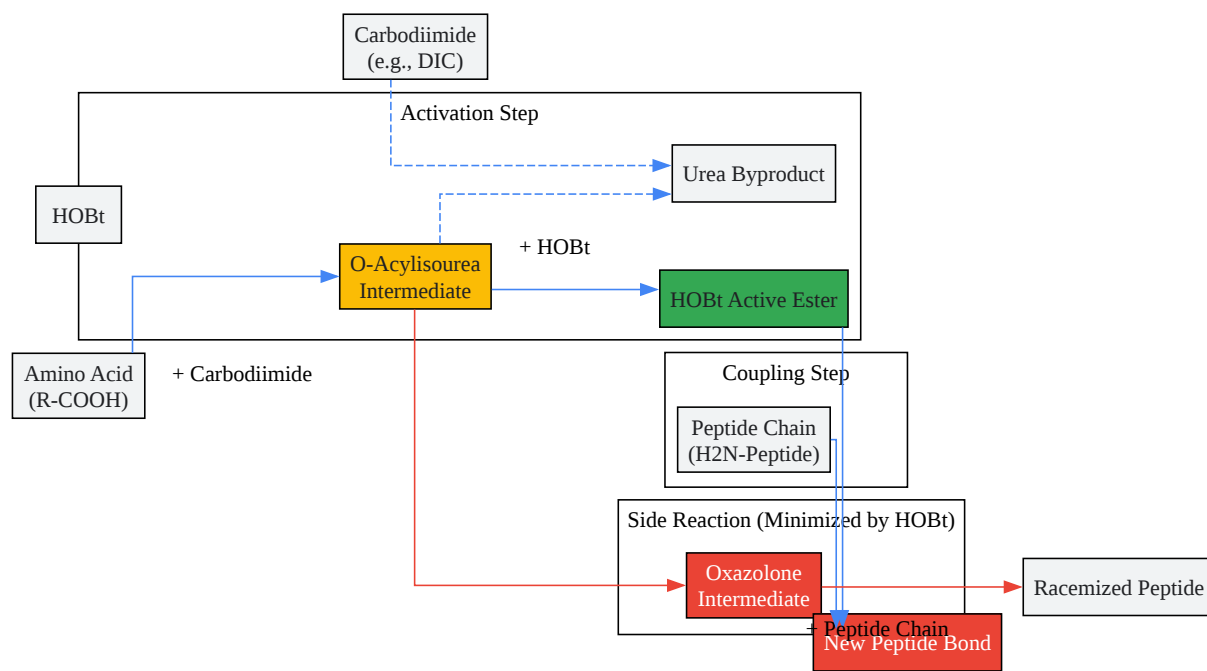 Carbodiimide
(e.g., DIC)
Activation Step
Urea Byproduct
HOBt
+ HOBt
O-Acylisourea
Intermediate
HOBt Active Ester
Amino Acid
(R-COOH)
+ Carbodiimide
Coupling Step
Peptide Chain
(H2N-Peptide)
Side Reaction (Minimized by HOBt)
Oxazolone
Intermediate
Racemized Peptide
+ Peptide Chain
New Peptide Bond